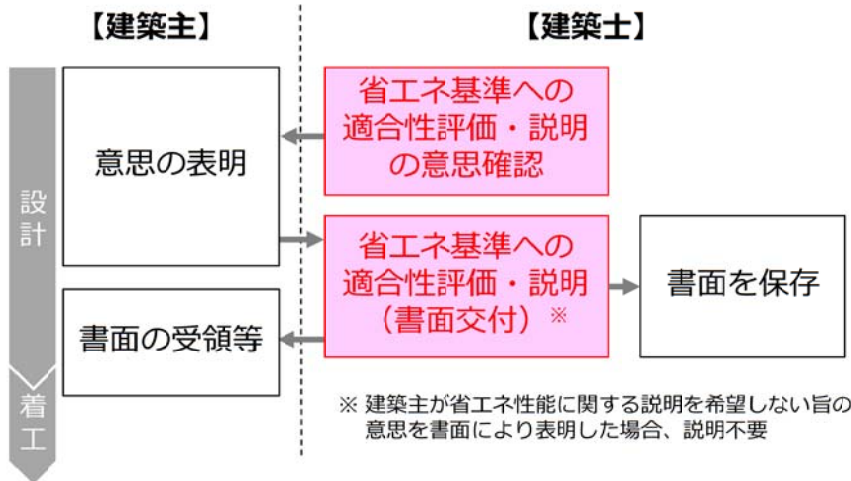 【建築主】
【建築士】
設計
着工
意思の表明
省エネ基準への
適合性評価・説明
の意思確認
省エネ基準への
適合性評価・説明
（書面交付）※
書面を保存
書面の受領等
※ 建築主が省エネ性能に関する説明を希望しない旨の
意思を書面により表明した場合、説明不要